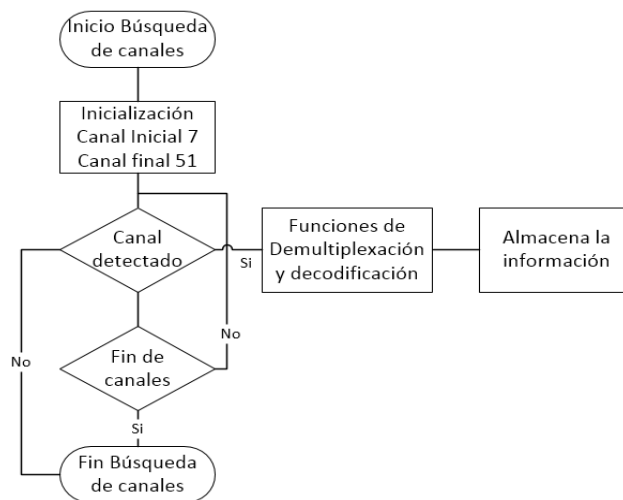 Inicio Búsqueda
de canales
Inicialización
Canal Inicial 7
Canal final 51
Canal
detectado
Si
Funciones de
Demultiplexación
y decodificación
Almacena la
información
No
No
Fin de
canales
Si
Fin Búsqueda
de canales